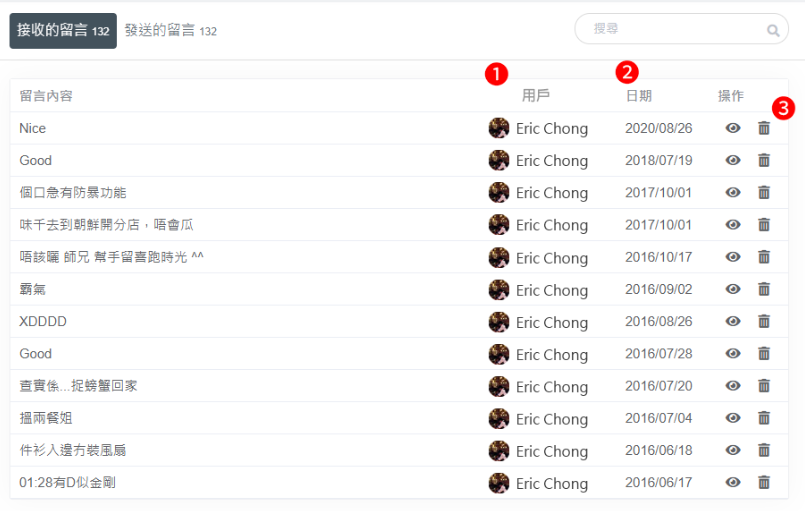 接收的留言 132 發送的留言 132 搜尋
1 2
留言內容 用戶 日期 操作
3
Nice Eric Chong 2020/08/26
Good Eric Chong 2018/07/19
個口急有防暴功能 Eric Chong 2017/10/01
味千去到朝鮮開分店，唔會瓜 Eric Chong 2017/10/01
唔該曬 師兄 幫手留喜跑時光 ^^ Eric Chong 2016/10/17
霸氣 Eric Chong 2016/09/02
XDDDD Eric Chong 2016/08/26
Good Eric Chong 2016/07/28
查實係...捉螃蟹回家 Eric Chong 2016/07/20
搵兩餐姐 Eric Chong 2016/07/04
件衫入邊冇裝風扇 Eric Chong 2016/06/18
01:28有D似金剛 Eric Chong 2016/06/17